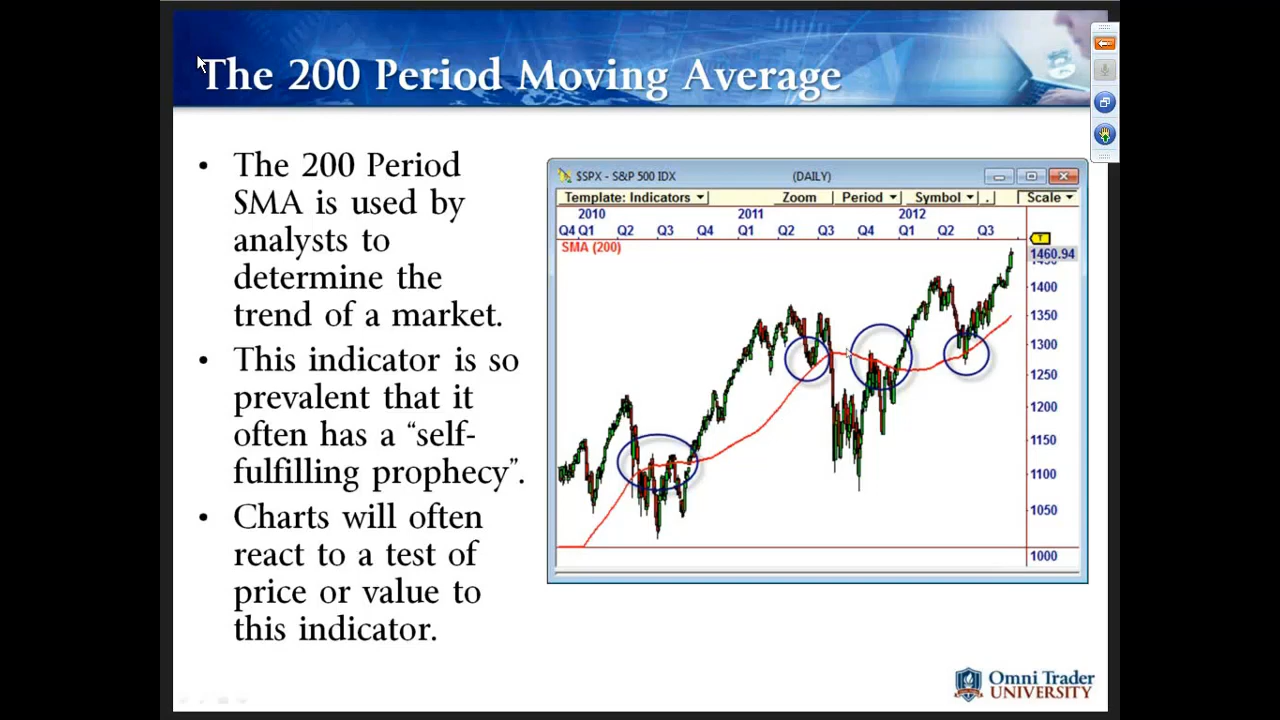 The 200 Period Moving Average
• The 200 Period
SMA is used by
analysts to
determine the
trend of a market.
• This indicator is so
prevalent that it
often has a “self-
fulfilling prophecy”.
• Charts will often
react to a test of
price or value to
this indicator.
$SPX - S&P 500 IDX (DAILY)
Template: Indicators Zoom Period Symbol . Scale
2010 2011 2012
Q4 Q1 Q2 Q3 Q4 Q1 Q2 Q3 Q4 Q1 Q2 Q3
SMA (200)
T
1460.94
1400
1350
1300
1250
1200
1150
1100
1050
1000
Omni Trader
UNIVERSITY